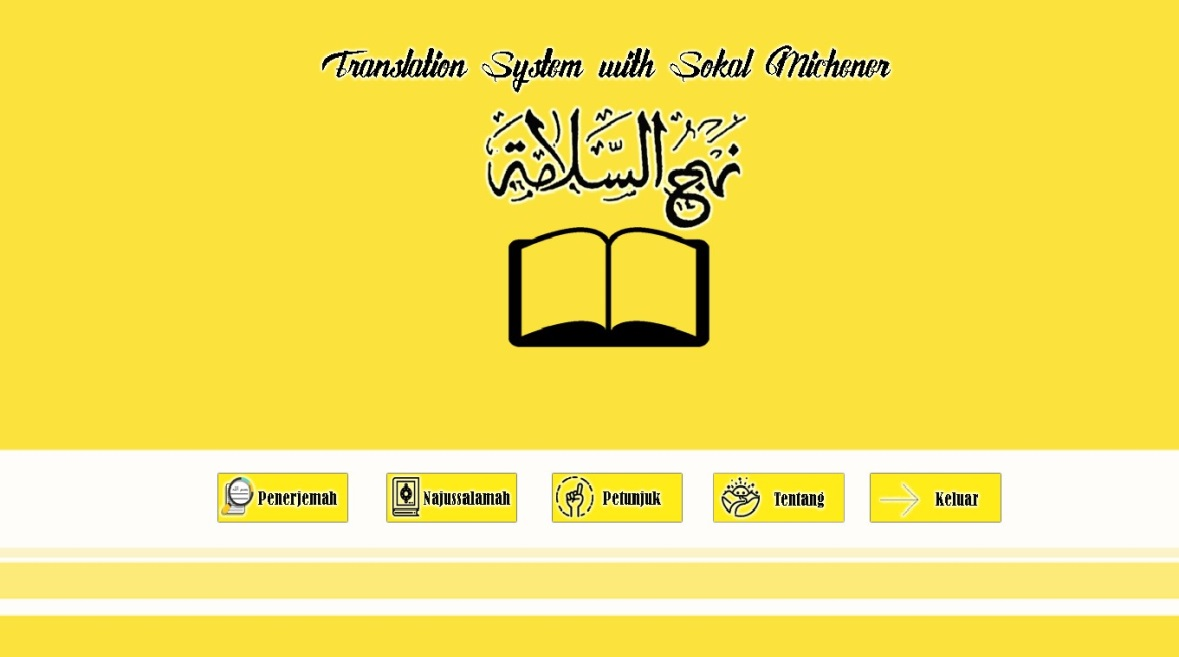 Translation System with Sokal Michener
نهج السلامة
Penerjemah
Najussalamah
Petunjuk
Tentang
Keluar